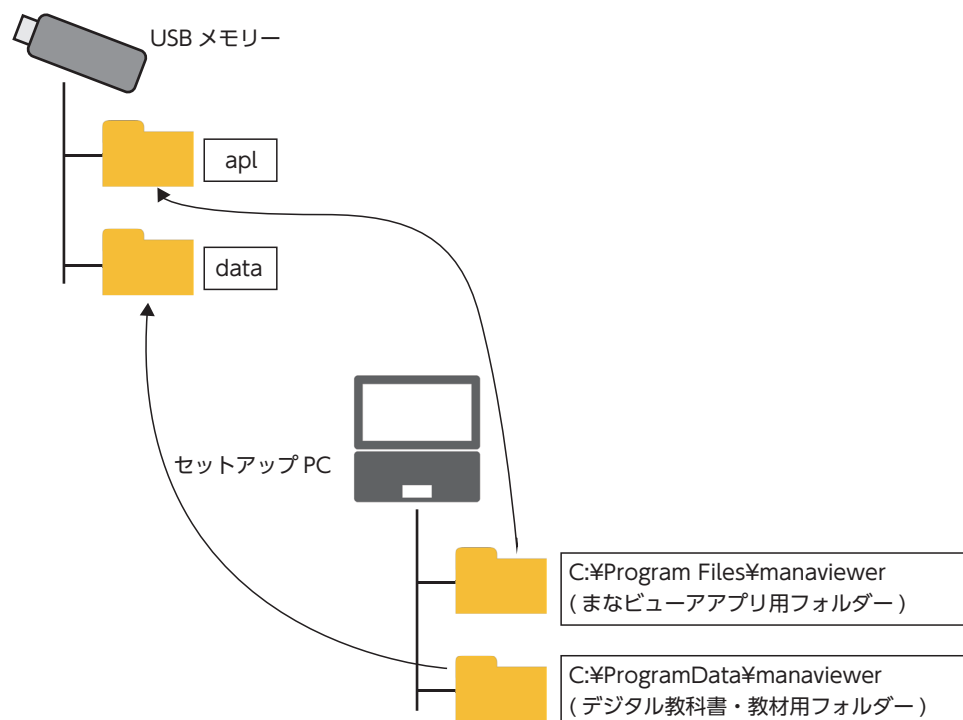 USB メモリー
apl
data
セットアップ PC
C:¥Program Files¥manaviewer
( まなビューアアプリ用フォルダー )
C:¥ProgramData¥manaviewer
( デジタル教科書・教材用フォルダー )